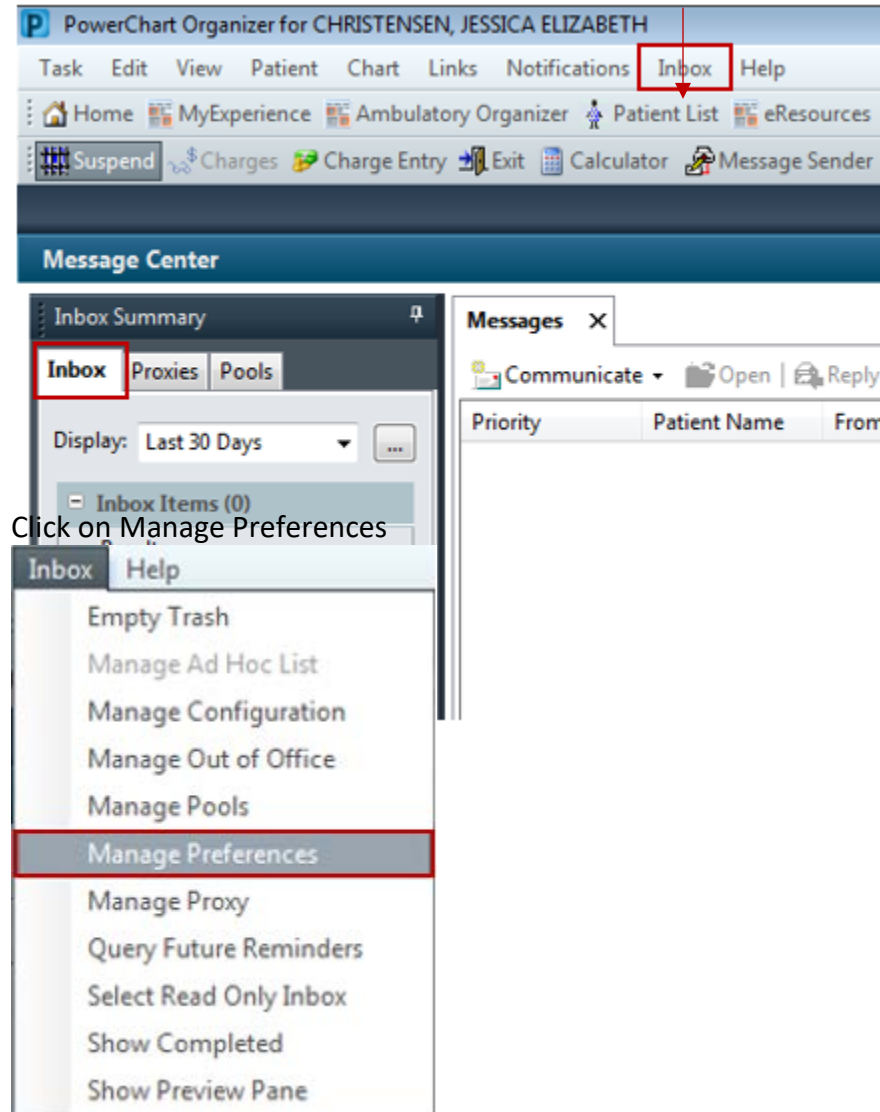 PowerChart Organizer for CHRISTENSEN, JESSICA ELIZABETH
Task Edit View Patient Chart Links Notifications Inbox Help
Home MyExperience Ambulatory Organizer Patient List eResources
Suspend Charges Charge Entry Exit Calculator Message Sender
Message Center
Inbox Summary
Messages X
Inbox Proxies Pools
Communicate Open | Reply
Priority Patient Name From
Display: Last 30 Days ...
Inbox Items (0)
Click on Manage Preferences
Inbox Help
Empty Trash
Manage Ad Hoc List
Manage Configuration
Manage Out of Office
Manage Pools
Manage Preferences
Manage Proxy
Query Future Reminders
Select Read Only Inbox
Show Completed
Show Preview Pane